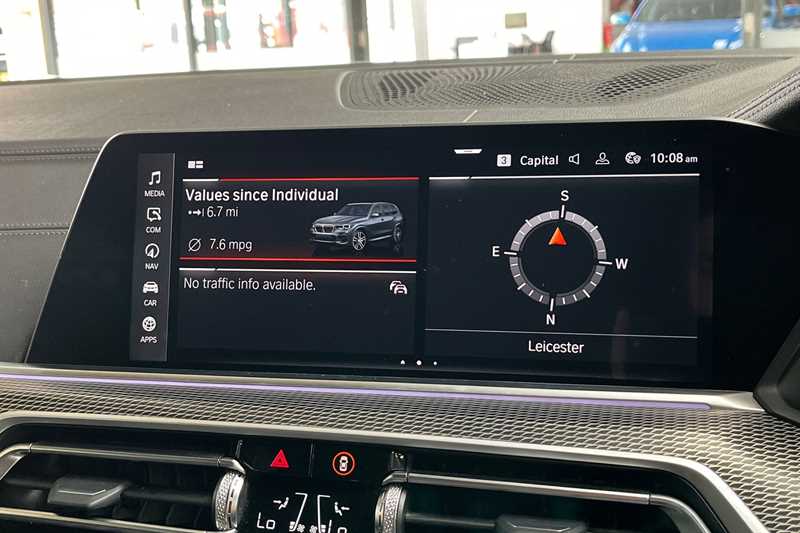 3 Capital 10:08 am
MEDIA
COM
NAV
CAR
APPS
Values since Individual
6.7 mi
7.6 mpg
No traffic info available.
S
E
W
N
Leicester
Lo
Lo